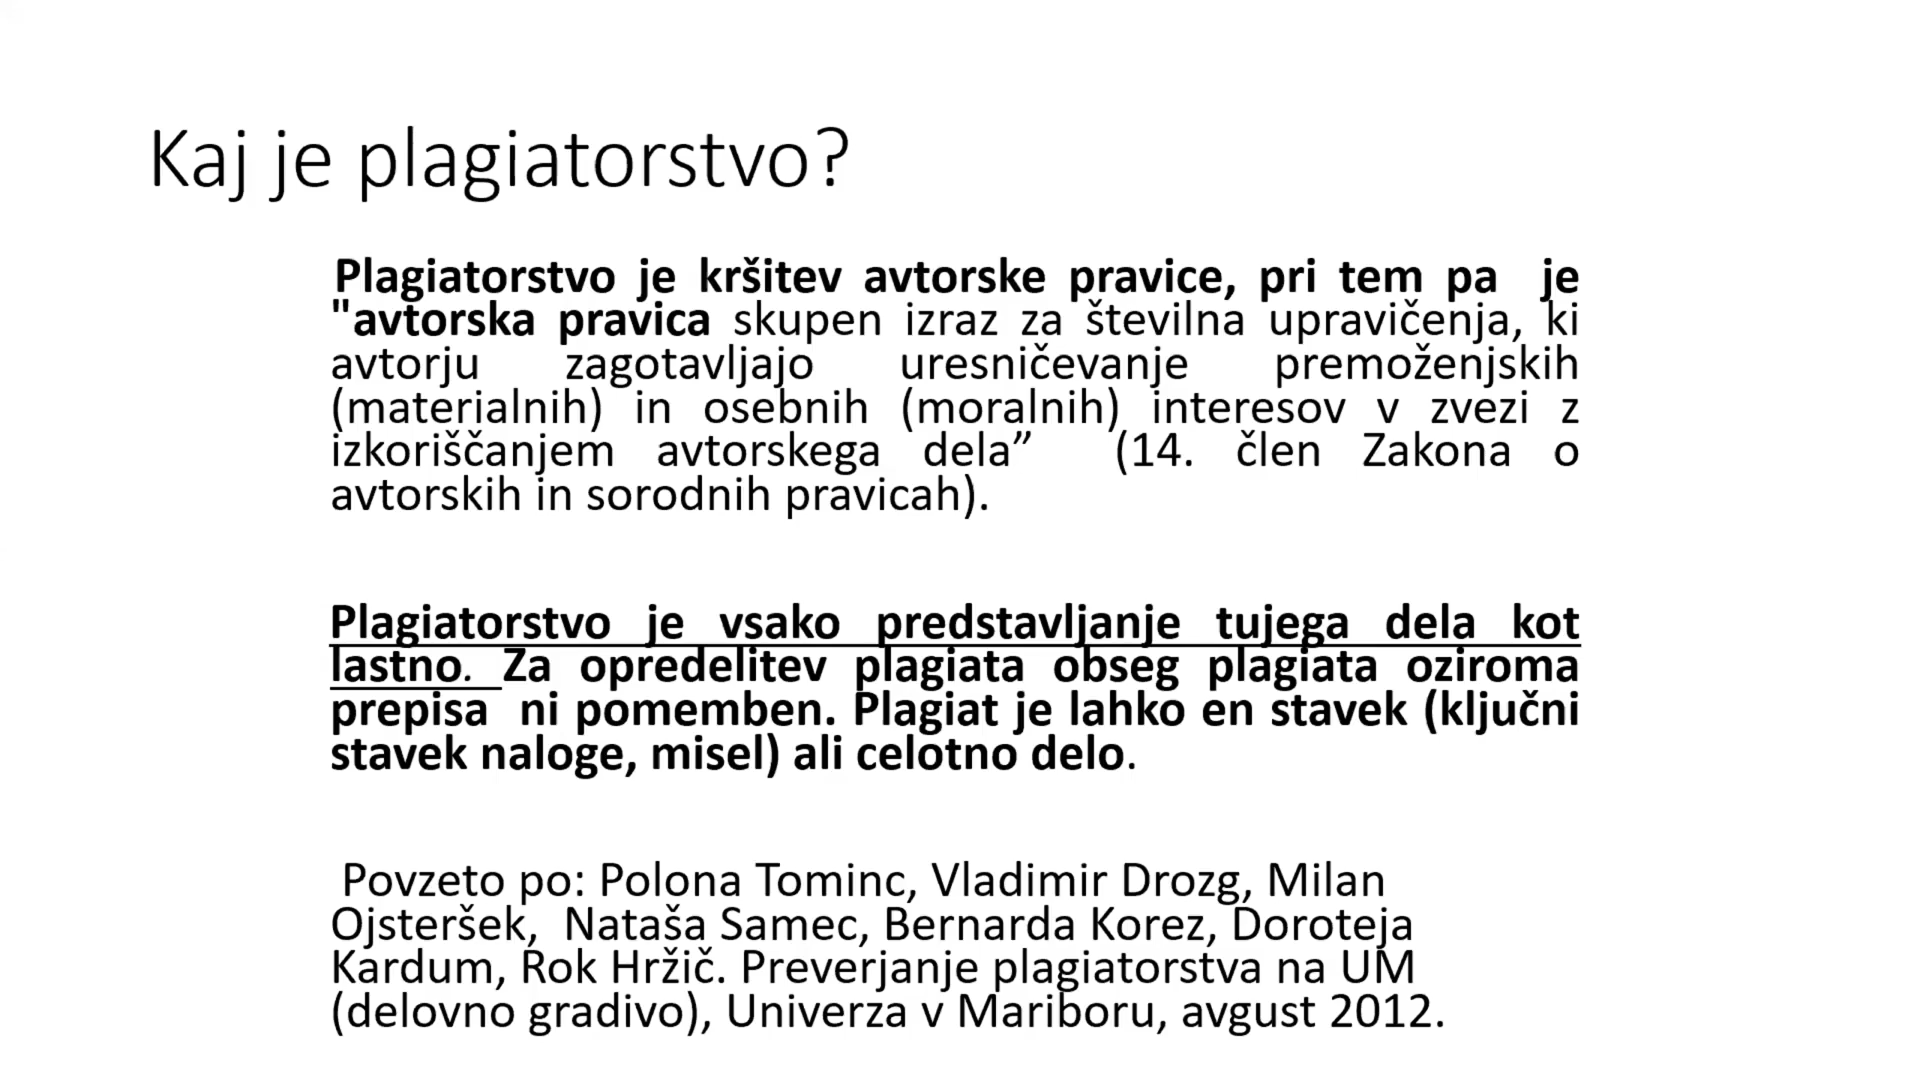 Kaj je plagiatorstvo?
Plagiatorstvo je kršitev avtorske pravice, pri tem pa je
"avtorska pravica skupen izraz za številna upravičenja, ki
avtorju zagotavljajo uresničevanje premoženjskih
(materialnih) in osebnih (moralnih) interesov v zvezi z
izkoriščanjem avtorskega dela” (14. člen Zakona o
avtorskih in sorodnih pravicah).
Plagiatorstvo je vsako predstavljanje tujega dela kot
lastno. Za opredelitev plagiata obseg plagiata oziroma
prepisa ni pomemben. Plagiat je lahko en stavek (ključni
stavek naloge, misel) ali celotno delo.
Povzeto po: Polona Tominc, Vladimir Drozg, Milan
Ojsteršek, Nataša Samec, Bernarda Korez, Doroteja
Kardum, Rok Hržič. Preverjanje plagiatorstva na UM
(delovno gradivo), Univerza v Mariboru, avgust 2012.